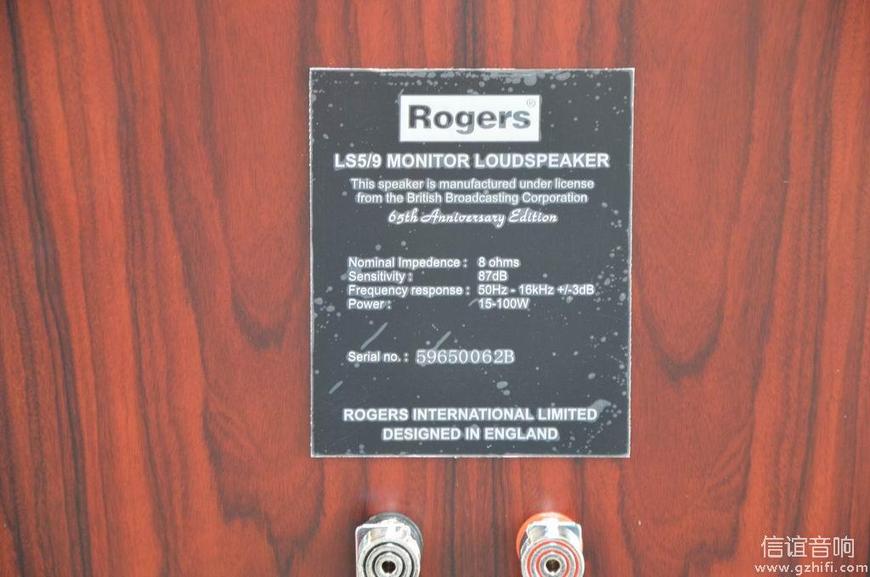 Rogers®
LS5/9 MONITOR LOUDSPEAKER
This speaker is manufactured under license
from the British Broadcasting Corporation
65th Anniversary Edition
Nominal Impedence : 8 ohms
Sensitivity : 87dB
Frequency response : 50Hz - 16kHz +/-3dB
Power : 15-100W
Serial no. : 59650062B
ROGERS INTERNATIONAL LIMITED
DESIGNED IN ENGLAND
信谊音响
www.gzhifi.com